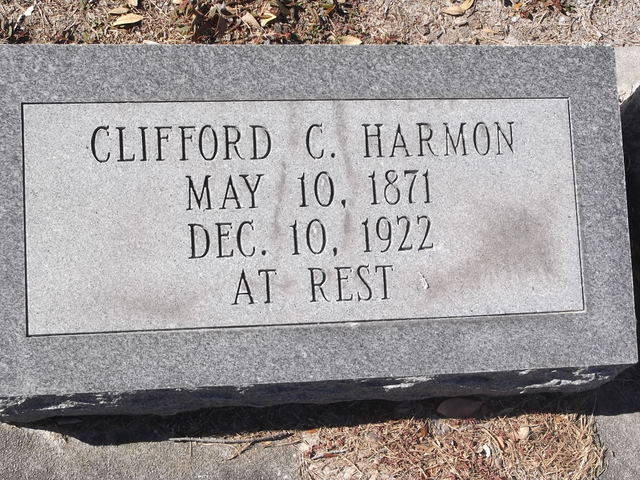 CLIFFORD C. HARMON
MAY 10, 1871
DEC. 10, 1922
AT REST